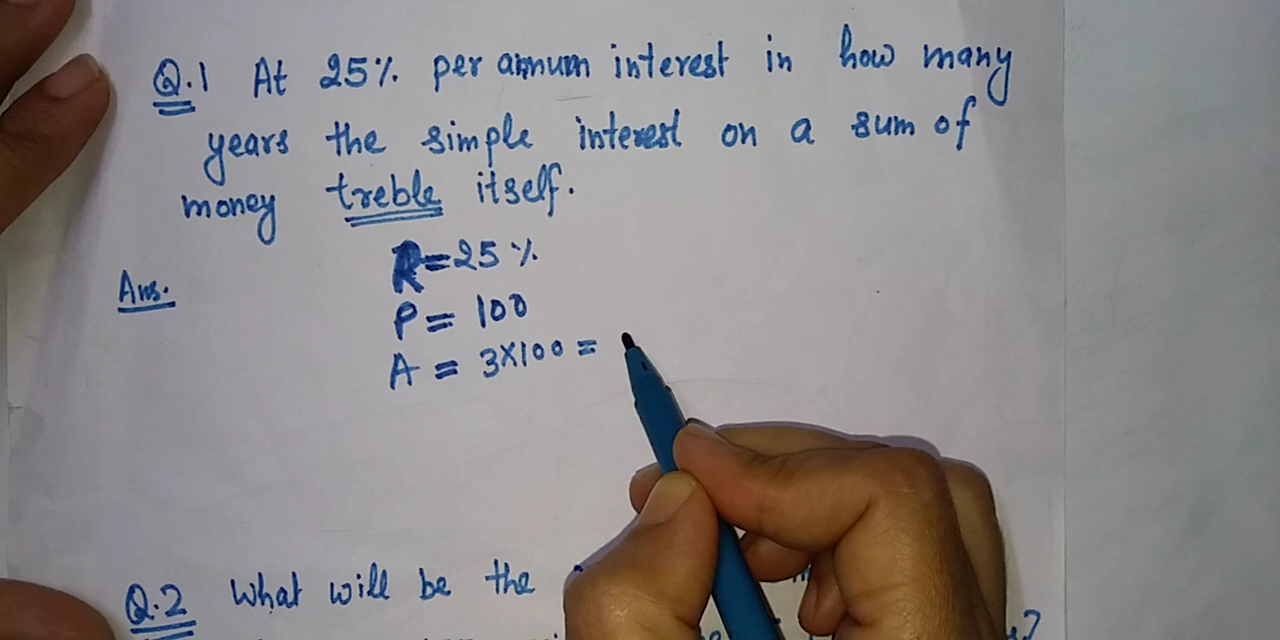 Q.1 At 25% per annum interest in how many
years the simple interest on a sum of
money treble itself.
R=25%
Ans.
P = 100
A = 3×100 =
Q.2 What will be the